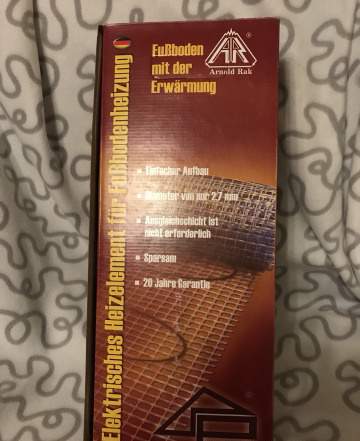 Elektrisches Heizelement für Fußbodenheizung
Fußboden
mit der
Erwärmung
AR
®
Arnold Rak
Einfacher Aufbau
Diameter von nur 2.7 mm
Ausgleichschicht ist
nicht erforderlich
Sparsam
20 Jahre Garantie